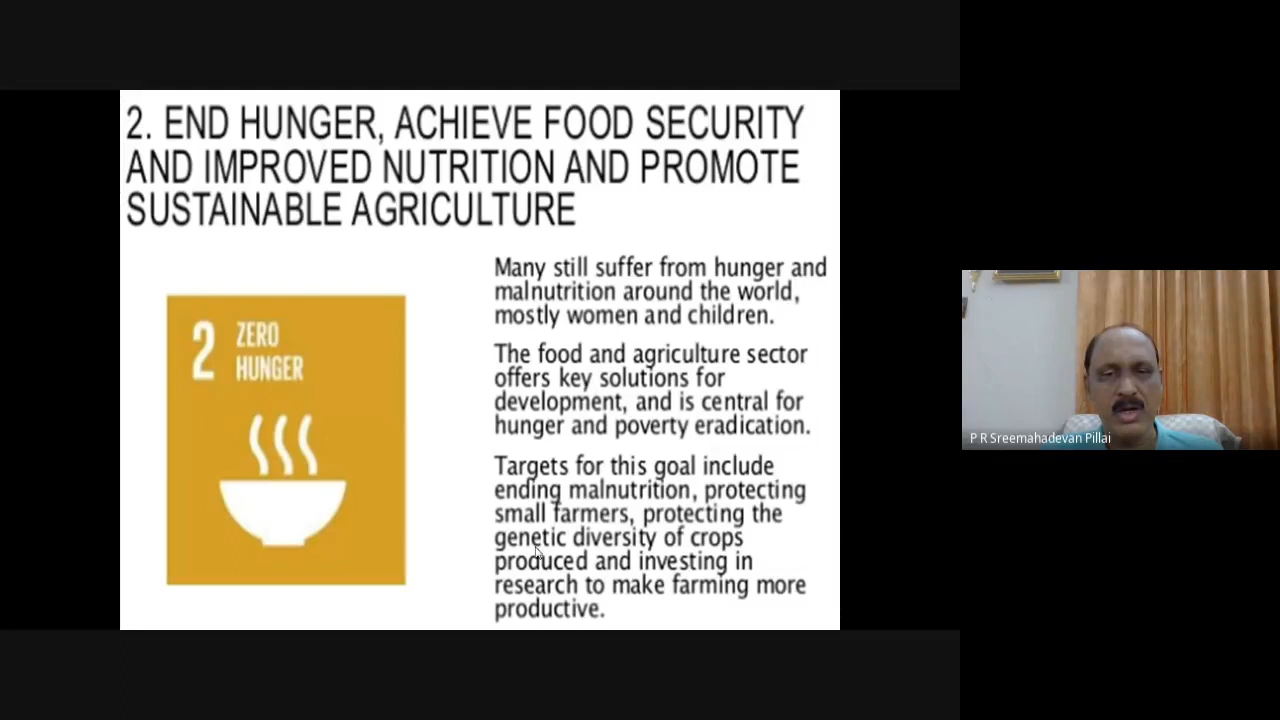 2. END HUNGER, ACHIEVE FOOD SECURITY
AND IMPROVED NUTRITION AND PROMOTE
SUSTAINABLE AGRICULTURE
2 ZERO
HUNGER
Many still suffer from hunger and
malnutrition around the world,
mostly women and children.
The food and agriculture sector
offers key solutions for
development, and is central for
hunger and poverty eradication.
Targets for this goal include
ending malnutrition, protecting
small farmers, protecting the
genetic diversity of crops
produced and investing in
research to make farming more
productive.
P R Sreemahadevan Pillai